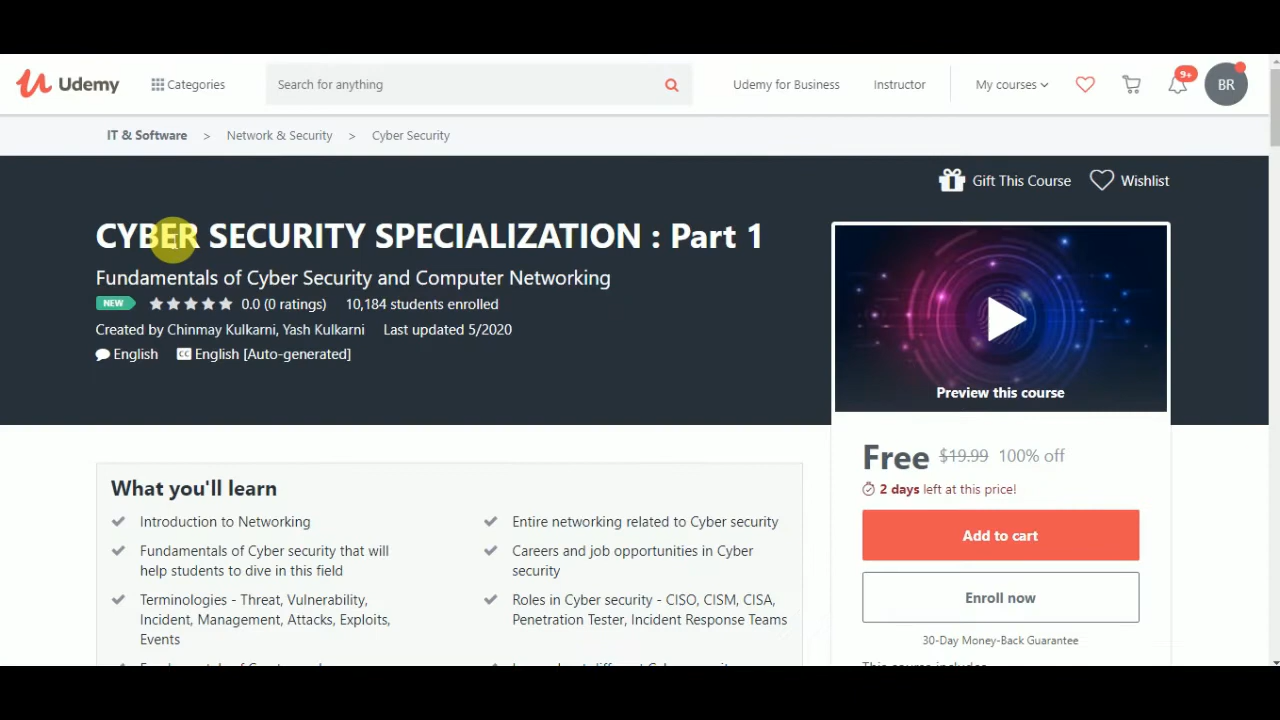 Udemy
Categories
Search for anything
Udemy for Business
Instructor
My courses
9+
BR
IT & Software > Network & Security > Cyber Security
Gift This Course
Wishlist
CYBER SECURITY SPECIALIZATION : Part 1
Fundamentals of Cyber Security and Computer Networking
NEW 0.0 (0 ratings) 10,184 students enrolled
Created by Chinmay Kulkarni, Yash Kulkarni Last updated 5/2020
English English [Auto-generated]
Preview this course
Free $19.99 100% off
2 days left at this price!
Add to cart
Enroll now
30-Day Money-Back Guarantee
This course includes
What you'll learn
Introduction to Networking
Fundamentals of Cyber security that will
help students to dive in this field
Terminologies - Threat, Vulnerability,
Incident, Management, Attacks, Exploits,
Events
Entire networking related to Cyber security
Careers and job opportunities in Cyber
security
Roles in Cyber security - CISO, CISM, CISA,
Penetration Tester, Incident Response Teams